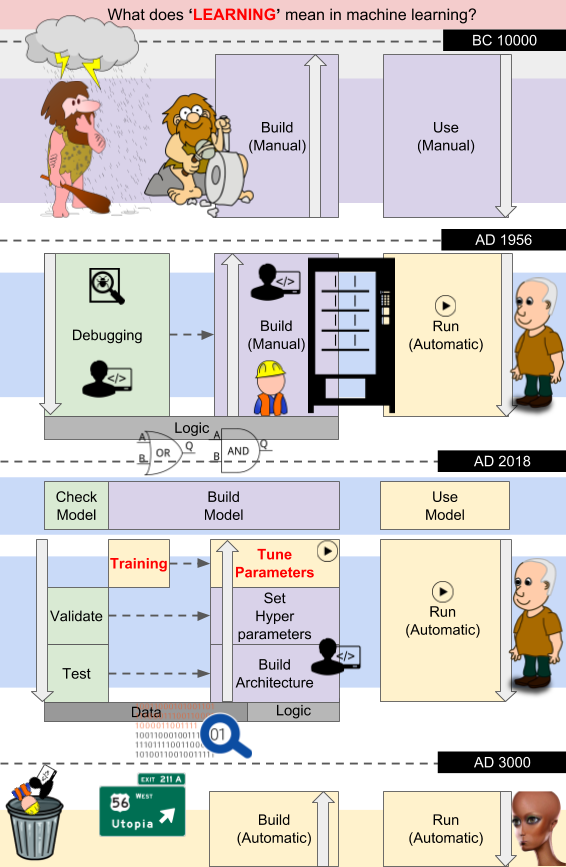 What does ‘LEARNING’ mean in machine learning?
BC 10000
Build
(Manual)
Use
(Manual)
AD 1956
Debugging
</>
</>
Build
(Manual)
Run
(Automatic)
Logic
A
B
OR
Q
A
B
AND
Q
AD 2018
Check
Model
Build
Model
Use
Model
Training
Tune
Parameters
Validate
Set
Hyper
parameters
Run
(Automatic)
Test
Build
Architecture
</>
Data
Logic
01
AD 3000
</>
EXIT 211 A
56
WEST
Utopia
Build
(Automatic)
Run
(Automatic)